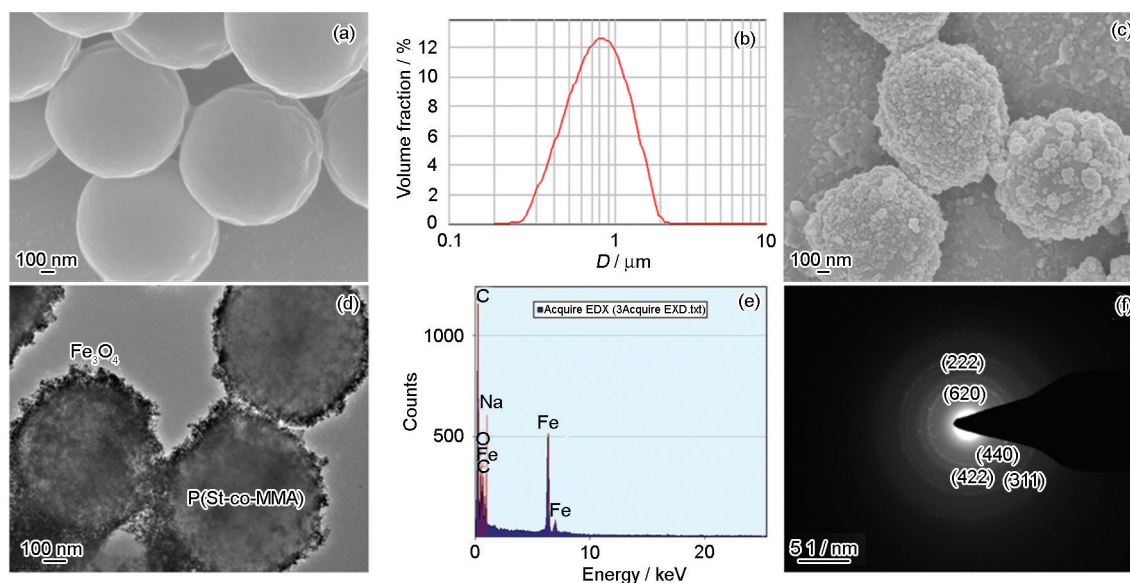 (a)
100 nm
(b)
Volume fraction / %
12
10
8
6
4
2
0
0.1
1
10
D / μm
(c)
100 nm
(d)
Fe3O4
P(St-co-MMA)
100 nm
(e)
Acquire EDX (3Acquire EXD.txt)
C
1000
Counts
Na
500
O
Fe
C
Fe
Fe
0
10
20
Energy / keV
(f)
(222)
(620)
(440)
(422)
(311)
5 1 / nm